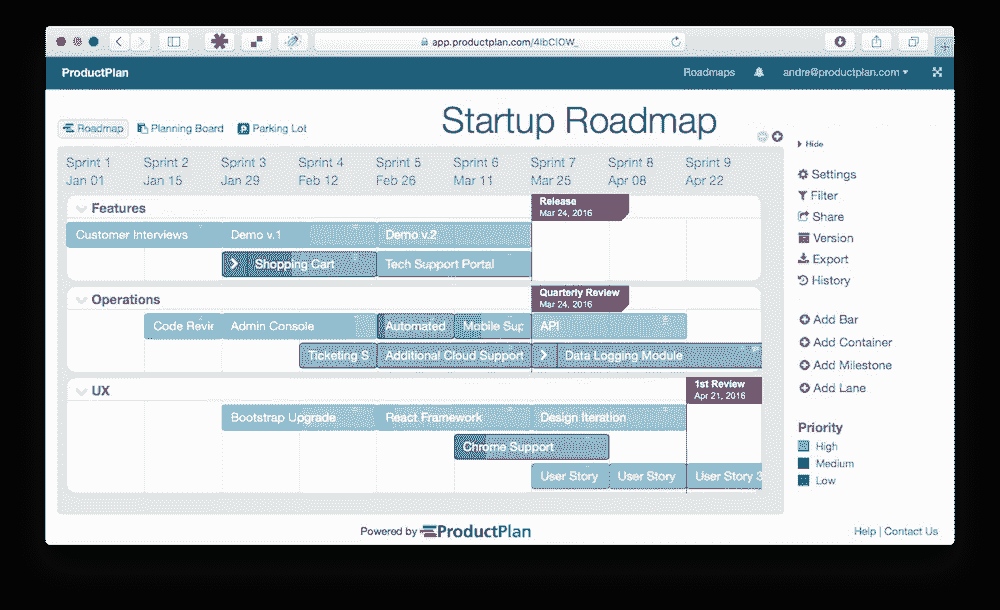 app.productplan.com/4IbClOW_
ProductPlan
Roadmaps
andre@productplan.com
Roadmap
Planning Board
Parking Lot
Startup Roadmap
Hide
Sprint 1 Sprint 2 Sprint 3 Sprint 4 Sprint 5 Sprint 6 Sprint 7 Sprint 8 Sprint 9
Jan 01 Jan 15 Jan 29 Feb 12 Feb 26 Mar 11 Mar 25 Apr 08 Apr 22
Features
Release
Mar 24, 2016
Customer Interviews Demo v.1 Demo v.2
Shopping Cart Tech Support Portal
Operations
Quarterly Review
Mar 24, 2016
Code Revie Admin Console Automated Mobile Sup API
Ticketing S Additional Cloud Support Data Logging Module
UX
1st Review
Apr 21, 2016
Bootstrap Upgrade React Framework Design Iteration
Chrome Support
User Story User Story User Story 3
Settings
Filter
Share
Version
Export
History
Add Bar
Add Container
Add Milestone
Add Lane
Priority
High
Medium
Low
Powered by ProductPlan
Help | Contact Us